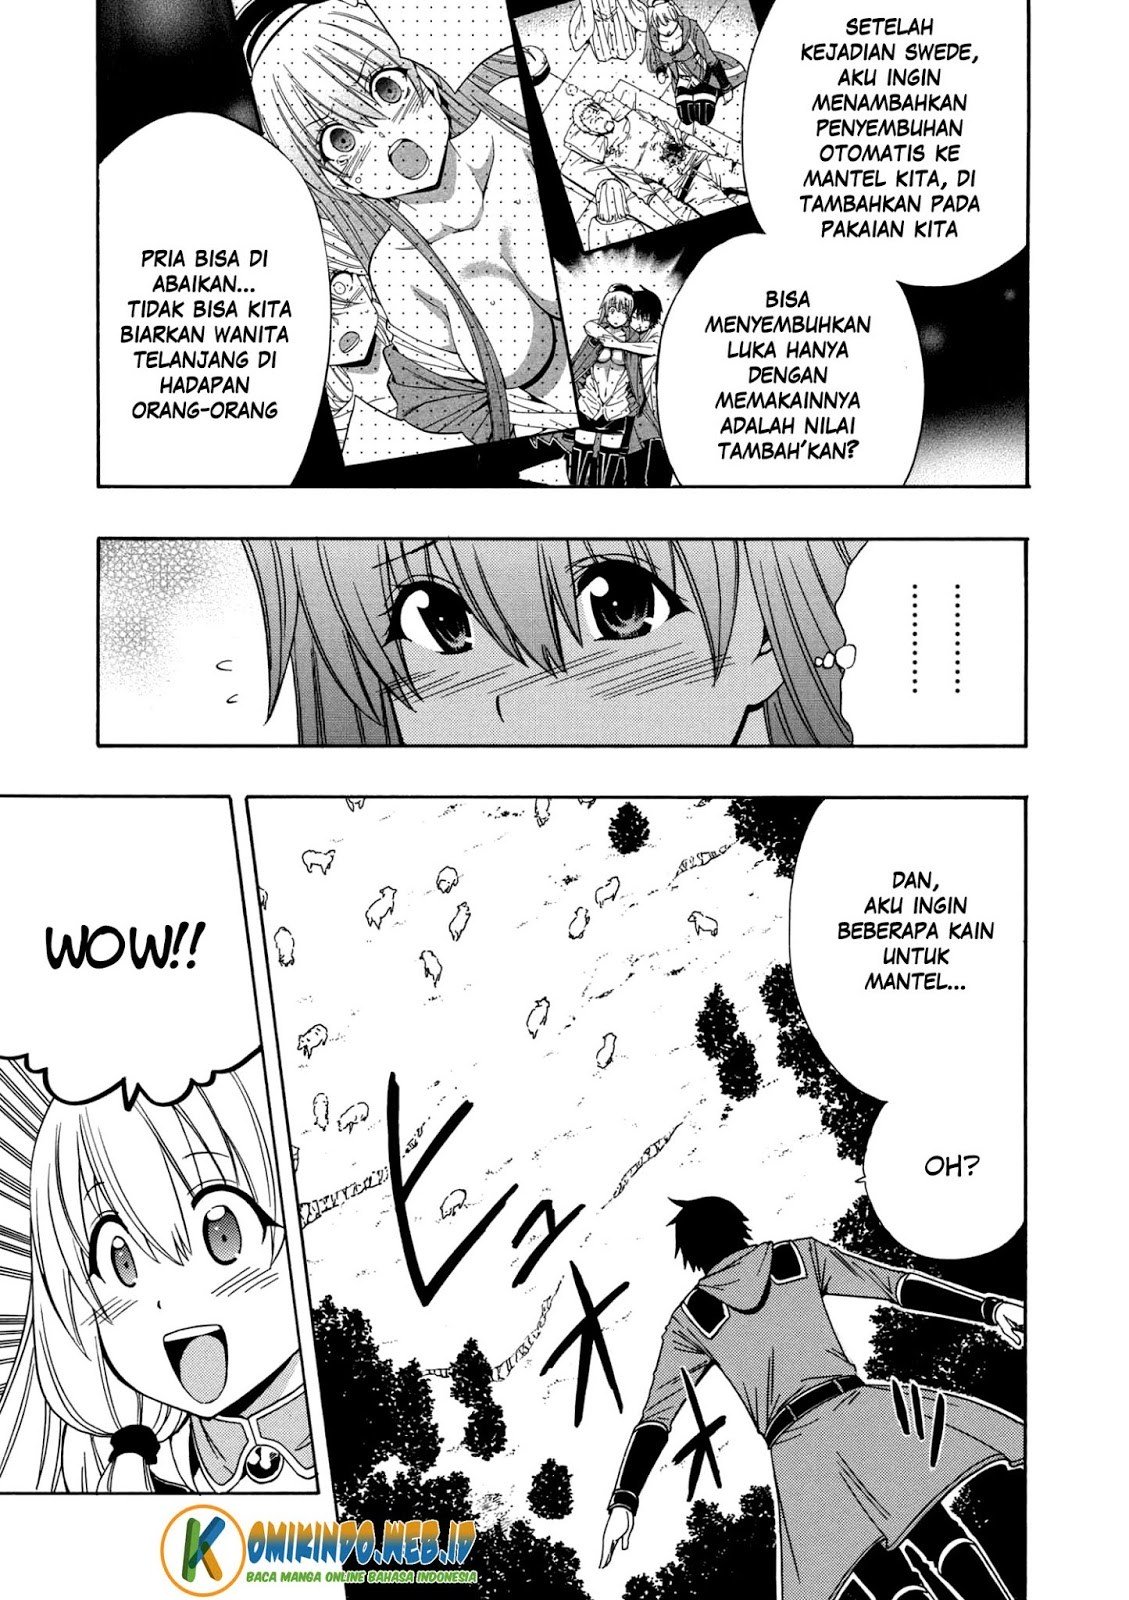 SETELAH
KEJADIAN SWEDE,
AKU INGIN
MENAMBAHKAN
PENYEMBUHAN
OTOMATIS KE
MANTEL KITA, DI
TAMBAHKAN PADA
PAKAIAN KITA
BISA
MENYEMBUHKAN
LUKA HANYA
DENGAN
MEMAKAINNYA
ADALAH NILAI
TAMBAH'KAN?
PRIA BISA DI
ABAIKAN...
TIDAK BISA KITA
BIARKAN WANITA
TELANJANG DI
HADAPAN
ORANG-ORANG
DAN,
AKU INGIN
BEBERAPA KAIN
UNTUK
MANTEL...
OH?
ヒュオオ
WOW!!
KOMIKINDO.WEB.ID
BACA MANGA ONLINE BAHASA INDONESIA